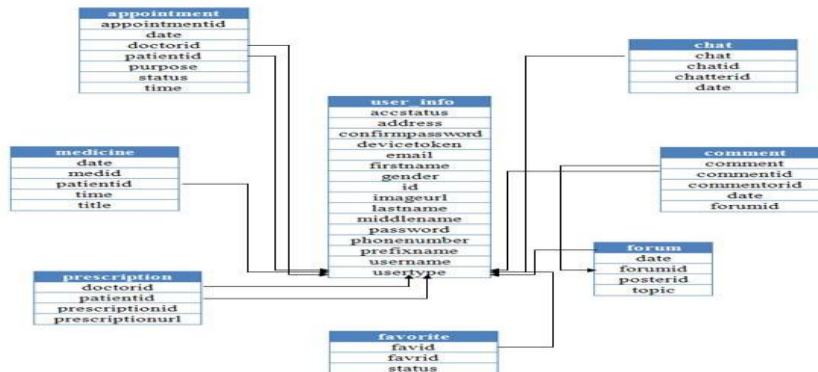 appointment
appointmentid
date
doctorid
patientid
purpose
status
time
chat
chat
chatid
chatterid
date
user_info
accstatus
address
confirmpassword
devicetoken
email
firstname
gender
id
imageurl
lastname
middlename
password
phonenumber
prefixname
username
usertype
medicine
date
medid
patientid
time
title
comment
comment
commentid
commentorid
date
forumid
forum
date
forumid
posterid
topic
prescription
doctorid
patientid
prescriptionid
prescriptionurl
favorite
favid
favrid
status